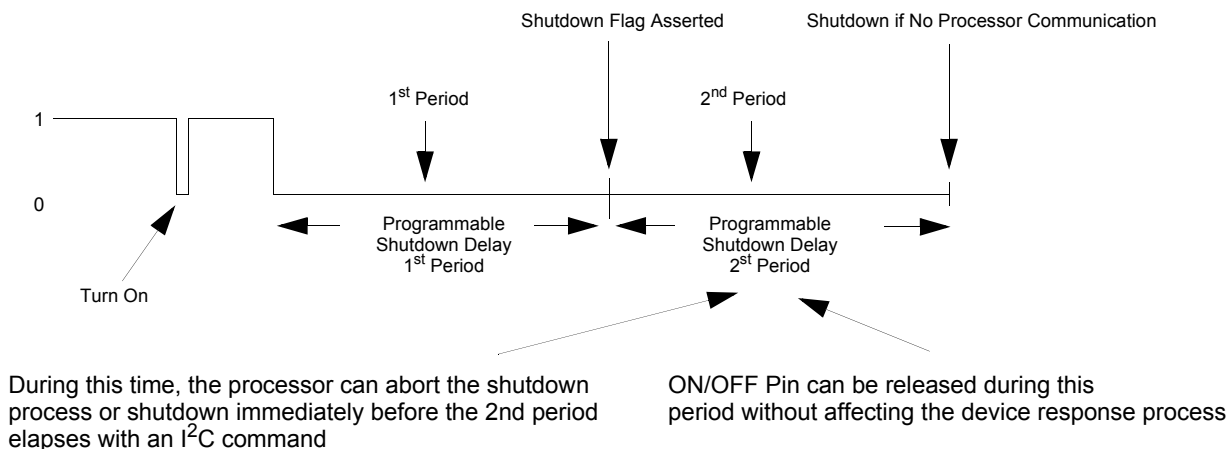 Shutdown Flag Asserted
Shutdown if No Processor Communication
1st Period
2nd Period
1
0
Programmable
Shutdown Delay
1st Period
Programmable
Shutdown Delay
2st Period
Turn On
During this time, the processor can abort the shutdown
process or shutdown immediately before the 2nd period
elapses with an I2C command
ON/OFF Pin can be released during this
period without affecting the device response process